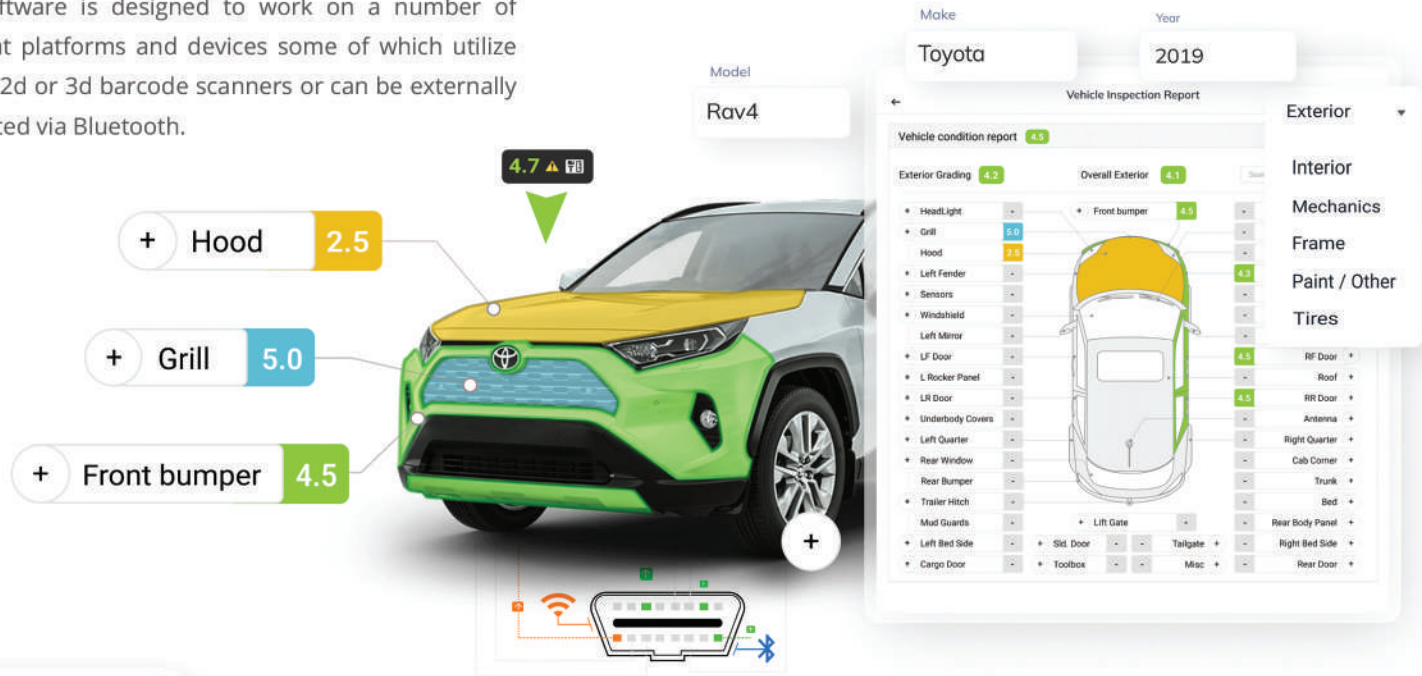 ftware is designed to work on a number of
nt platforms and devices some of which utilize
2d or 3d barcode scanners or can be externally
ted via Bluetooth.
Make
Toyota
Year
2019
Model
Rav4
Vehicle Inspection Report
Exterior
Interior
Mechanics
Frame
Paint / Other
Tires
Vehicle condition report 4.5
Exterior Grading 4.2
Overall Exterior 4.1
4.7
+ Hood 2.5
+ Grill 5.0
+ Front bumper 4.5
+
+ HeadLight -
+ Grill 5.0
Hood 2.5
+ Left Fender -
+ Sensors -
+ Windshield -
Left Mirror -
+ LF Door -
+ L Rocker Panel -
+ LR Door -
+ Underbody Covers -
+ Left Quarter -
+ Rear Window -
Rear Bumper -
+ Trailer Hitch -
Mud Guards -
+ Left Bed Side -
+ Cargo Door -
+ Front bumper 4.5
+ Lift Gate -
+ Sld. Door - - Tailgate +
+ Toolbox - - Misc +
-
-
-
4.3
-
-
-
4.5 RF Door +
- Roof +
4.5 RR Door +
- Antenna +
- Right Quarter +
- Cab Corner +
- Trunk +
- Bed +
- Rear Body Panel +
- Right Bed Side +
- Rear Door +